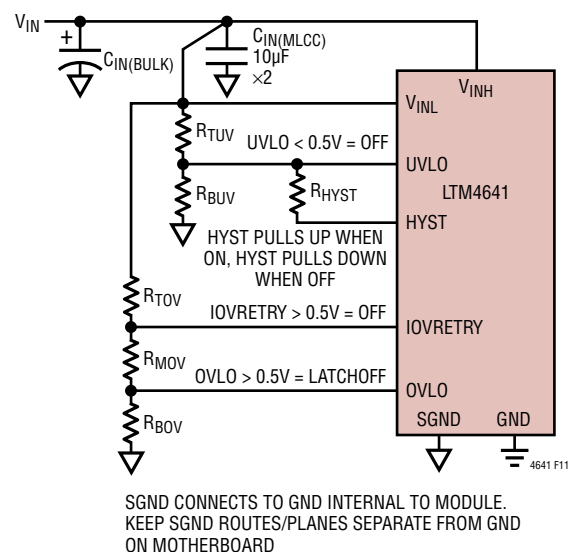 VIN
+
CIN(BULK)
CIN(MLCC)
10µF
×2
VINH
VINL
RTUV
UVLO < 0.5V = OFF
UVLO
LTM4641
RBUV
RHYST
HYST
HYST PULLS UP WHEN
ON, HYST PULLS DOWN
WHEN OFF
RTOV
IOVRETRY > 0.5V = OFF
IOVRETRY
RMOV
OVLO > 0.5V = LATCHOFF
OVLO
RBOV
SGND
GND
4641 F11
SGND CONNECTS TO GND INTERNAL TO MODULE.
KEEP SGND ROUTES/PLANES SEPARATE FROM GND
ON MOTHERBOARD